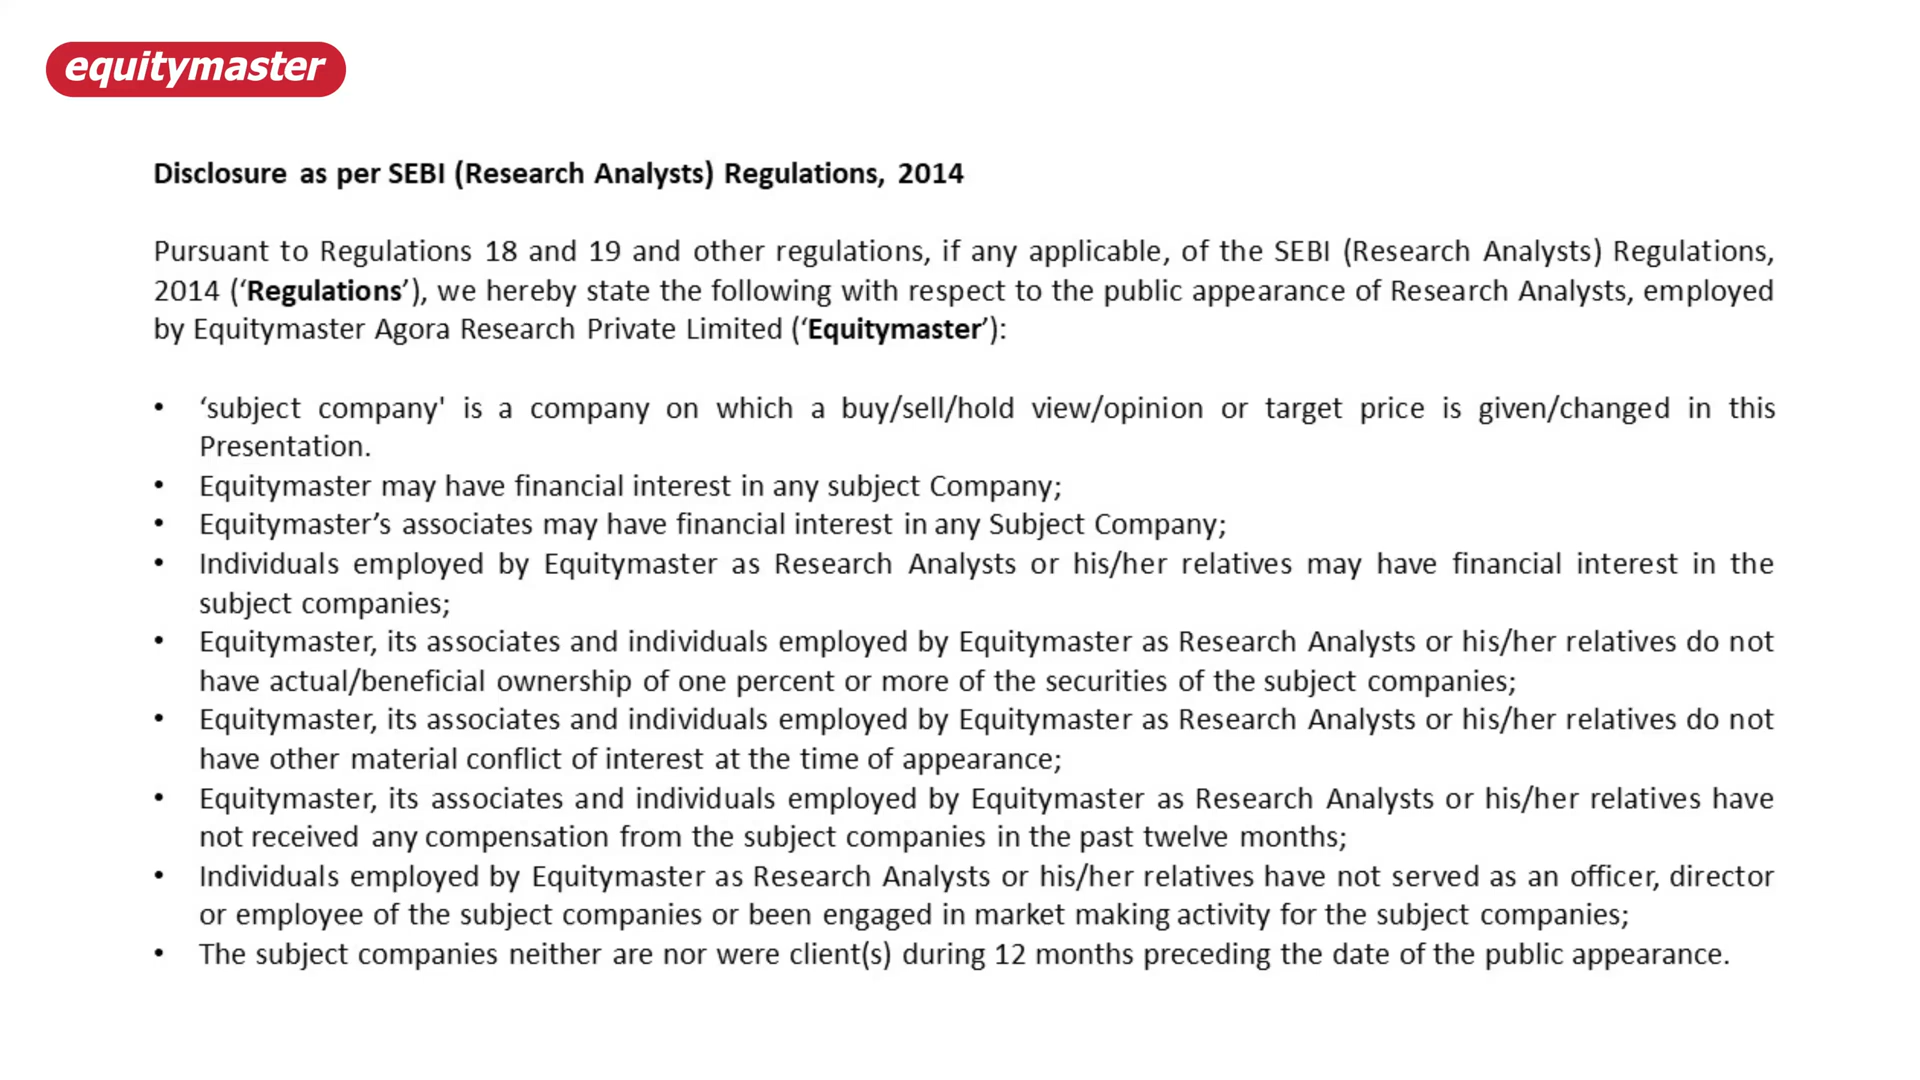 equitymaster
Disclosure as per SEBI (Research Analysts) Regulations, 2014
Pursuant to Regulations 18 and 19 and other regulations, if any applicable, of the SEBI (Research Analysts) Regulations,
2014 (‘Regulations’), we hereby state the following with respect to the public appearance of Research Analysts, employed
by Equitymaster Agora Research Private Limited (‘Equitymaster’):
• ‘subject company' is a company on which a buy/sell/hold view/opinion or target price is given/changed in this
Presentation.
• Equitymaster may have financial interest in any subject Company;
• Equitymaster’s associates may have financial interest in any Subject Company;
• Individuals employed by Equitymaster as Research Analysts or his/her relatives may have financial interest in the
subject companies;
• Equitymaster, its associates and individuals employed by Equitymaster as Research Analysts or his/her relatives do not
have actual/beneficial ownership of one percent or more of the securities of the subject companies;
• Equitymaster, its associates and individuals employed by Equitymaster as Research Analysts or his/her relatives do not
have other material conflict of interest at the time of appearance;
• Equitymaster, its associates and individuals employed by Equitymaster as Research Analysts or his/her relatives have
not received any compensation from the subject companies in the past twelve months;
• Individuals employed by Equitymaster as Research Analysts or his/her relatives have not served as an officer, director
or employee of the subject companies or been engaged in market making activity for the subject companies;
• The subject companies neither are nor were client(s) during 12 months preceding the date of the public appearance.